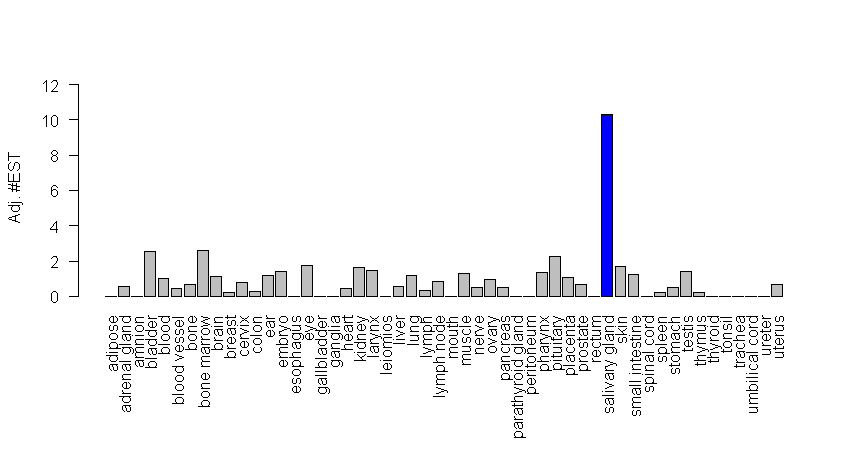 Adj. #EST
12
10
8
6
4
2
0
adipose
adrenal gland
amnion
bladder
blood
blood vessel
bone
bone marrow
brain
breast
cervix
colon
ear
embryo
esophagus
eye
gallbladder
ganglia
heart
kidney
larynx
leiomios
liver
lung
lymph
lymph node
mouth
muscle
nerve
ovary
pancreas
parathyroid gland
peritoneum
pharynx
pituitary
placenta
prostate
rectum
salivary gland
skin
small intestine
spinal cord
spleen
stomach
testis
thymus
thyroid
tonsil
trachea
umbilical cord
ureter
uterus